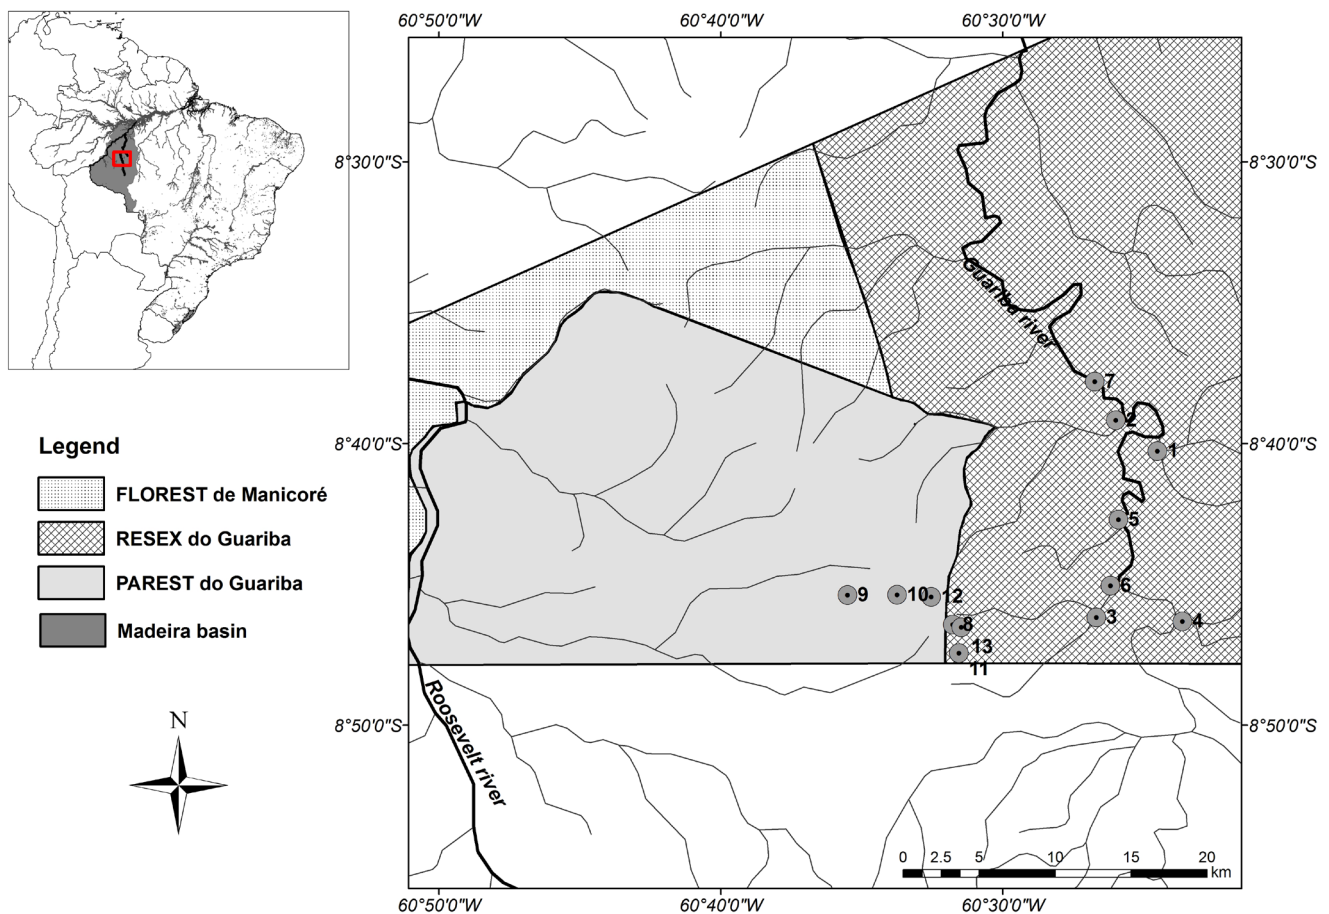 60°50'0"W 60°40'0"W 60°30'0"W
8°30'0"S 8°30'0"S
Guariba river
7
2
8°40'0"S 8°40'0"S
1
Legend
FLOREST de Manicoré
RESEX do Guariba
PAREST do Guariba
Madeira basin
5
6
9 10 12
3 4
8
13
11
Roosevelt river
N
8°50'0"S 8°50'0"S
0 2.5 5 10 15 20
km
60°50'0"W 60°40'0"W 60°30'0"W